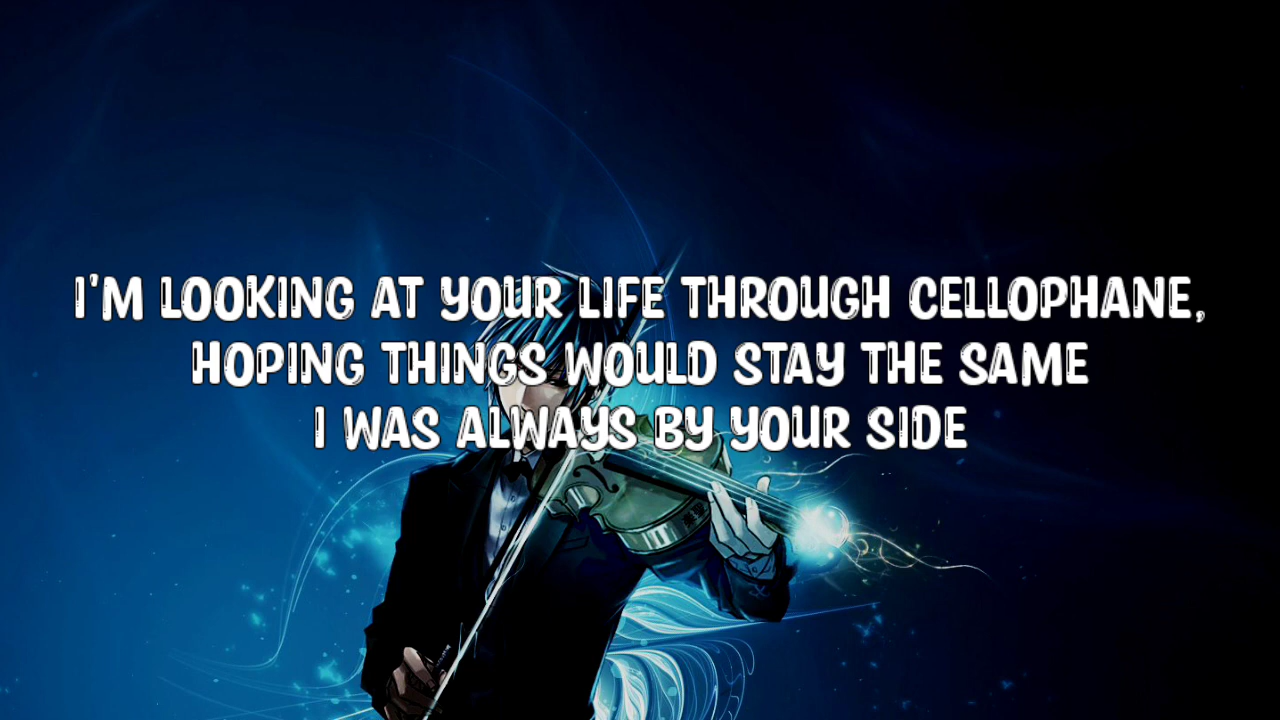 I'M LOOKING AT YOUR LIFE THROUGH CELLOPHANE,
HOPING THINGS WOULD STAY THE SAME
I WAS ALWAYS BY YOUR SIDE